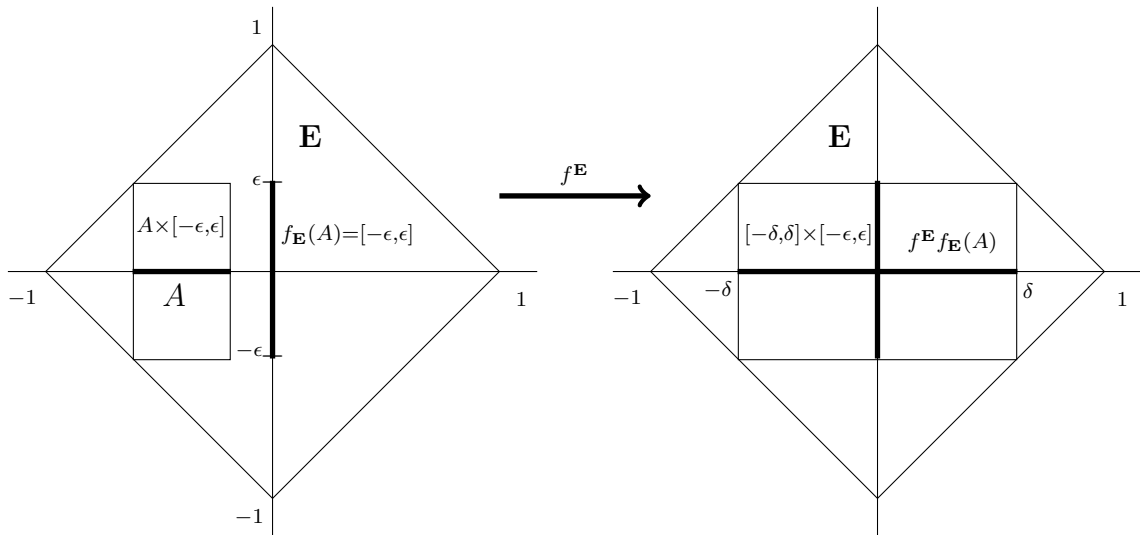 1
E
ϵ
A×[−ϵ,ϵ]
f_E(A)=[−ϵ,ϵ]
−1
A
1
−ϵ
−1
f^E
E
[−δ,δ]×[−ϵ,ϵ]
f^E f_E(A)
−1
−δ
δ
1